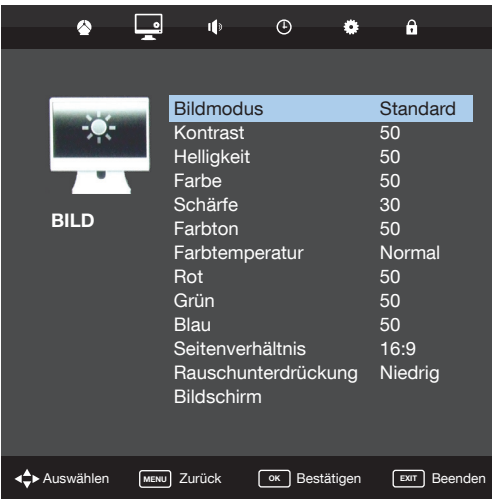 BILD
Bildmodus Standard
Kontrast 50
Helligkeit 50
Farbe 50
Schärfe 30
Farbton 50
Farbtemperatur Normal
Rot 50
Grün 50
Blau 50
Seitenverhältnis 16:9
Rauschunterdrückung Niedrig
Bildschirm
Auswählen MENU Zurück OK Bestätigen EXIT Beenden